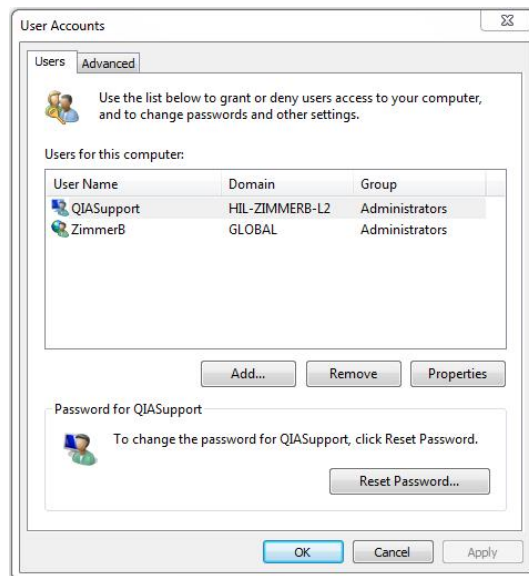 User Accounts
Users
Advanced
Use the list below to grant or deny users access to your computer,
and to change passwords and other settings.
Users for this computer:
User Name Domain Group
QIASupport HIL-ZIMMERB-L2 Administrators
ZimmerB GLOBAL Administrators
Add... Remove Properties
Password for QIASupport
To change the password for QIASupport, click Reset Password.
Reset Password...
OK Cancel Apply